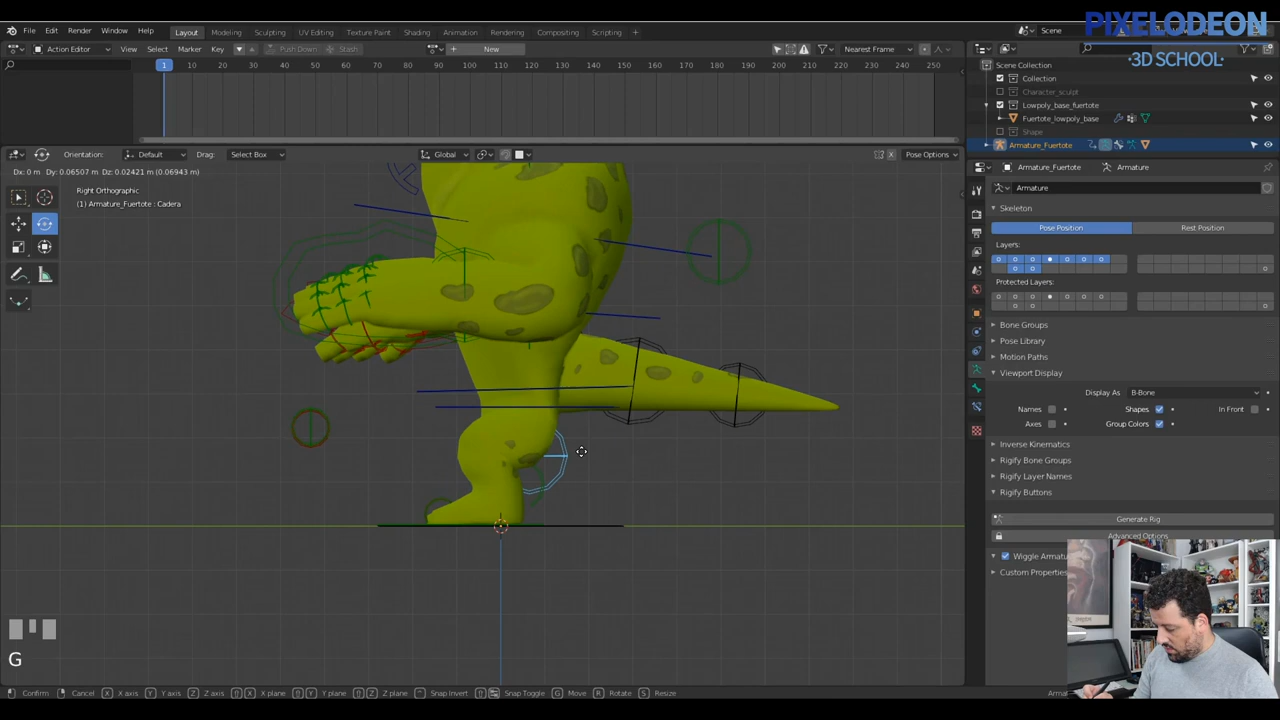 File Edit Render Window Help Layout Modeling Sculpting UV Editing Texture Paint Shading Animation Rendering Compositing Scripting + Scene
PIXELODEON
·3D SCHOOL·
Action Editor View Select Marker Key Push Down Stash + New Nearest Frame
1 10 20 30 40 50 60 70 80 90 100 110 120 130 140 150 160 170 180 190 200 210 220 230 240 250
Orientation: Default Drag: Select Box Global X Pose Options
Dx: 0 m Dy: 0.06507 m Dz: 0.02421 m (0.06943 m)
Right Orthographic
(1) Armature_Fuertote : Cadera
Scene Collection
Collection
Character_sculpt
Lowpoly_base_fuertote
Fuertote_lowpoly_base
Shape
Armature_Fuertote
Armature_Fuertote Armature
Armature
Skeleton
Pose Position Rest Position
Layers:
Protected Layers:
Bone Groups
Pose Library
Motion Paths
Viewport Display
Display As B-Bone
Names Shapes In Front
Axes Group Colors
Inverse Kinematics
Rigify Bone Groups
Rigify Layer Names
Rigify Buttons
Generate Rig
Advanced Options
Wiggle Armatu
Custom Properties
G
Confirm Cancel X X axis Y Y axis Z Z axis X X plane Y Y plane Z Z plane Snap Invert Snap Toggle G Move R Rotate S Resize Armat